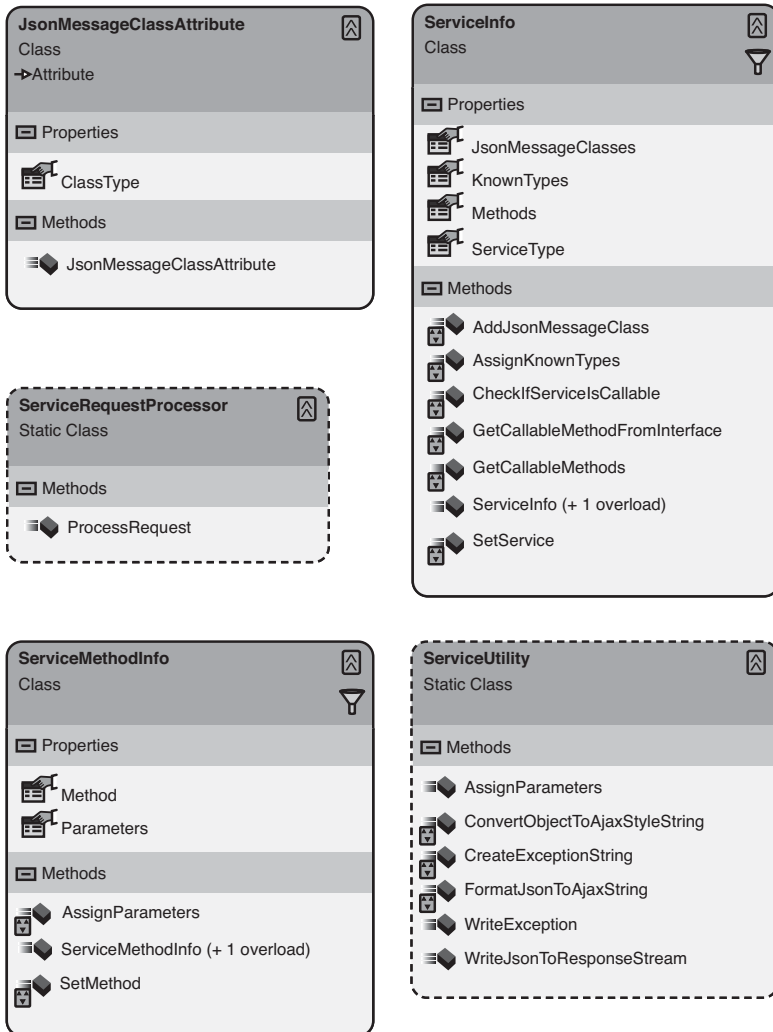 JsonMessageClassAttribute
Class
Attribute
Properties
ClassType
Methods
JsonMessageClassAttribute
ServiceInfo
Class
Properties
JsonMessageClasses
KnownTypes
Methods
ServiceType
Methods
AddJsonMessageClass
AssignKnownTypes
CheckIfServiceIsCallable
GetCallableMethodFromInterface
GetCallableMethods
ServiceInfo (+ 1 overload)
SetService
ServiceRequestProcessor
Static Class
Methods
ProcessRequest
ServiceMethodInfo
Class
Properties
Method
Parameters
Methods
AssignParameters
ServiceMethodInfo (+ 1 overload)
SetMethod
ServiceUtility
Static Class
Methods
AssignParameters
ConvertObjectToAjaxStyleString
CreateExceptionString
FormatJsonToAjaxString
WriteException
WriteJsonToResponseStream